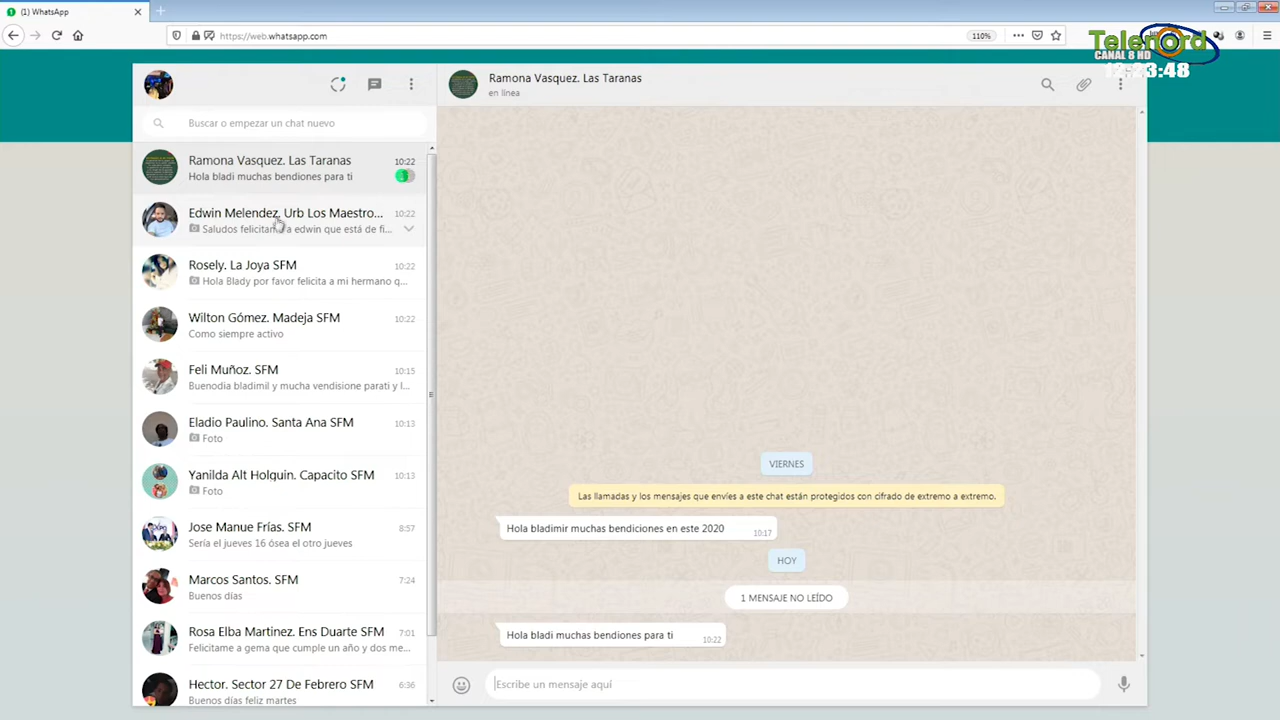 (1) WhatsApp
https://web.whatsapp.com
110%
Telenord
CANAL 8 HD
Ramona Vasquez. Las Taranas
en línea
Buscar o empezar un chat nuevo
Ramona Vasquez. Las Taranas
10:22
Hola bladi muchas bendiones para ti
Edwin Melendez. Urb Los Maestro...
10:22
Saludos felicitame a edwin que está de fi...
Rosely. La Joya SFM
10:22
Hola Blady por favor felicita a mi hermano q...
Wilton Gómez. Madeja SFM
10:22
Como siempre activo
Feli Muñoz. SFM
10:15
Buenodia bladimil y mucha vendisione parati y l...
Eladio Paulino. Santa Ana SFM
10:13
Foto
Yanilda Alt Holguin. Capacito SFM
10:13
Foto
Jose Manue Frías. SFM
8:57
Sería el jueves 16 ósea el otro jueves
Marcos Santos. SFM
7:24
Buenos días
Rosa Elba Martinez. Ens Duarte SFM
7:01
Felicitame a gema que cumple un año y dos me...
Hector. Sector 27 De Febrero SFM
6:36
Buenos días feliz martes
VIERNES
Las llamadas y los mensajes que envíes a este chat están protegidos con cifrado de extremo a extremo.
Hola bladimir muchas bendiciones en este 2020
10:17
HOY
1 MENSAJE NO LEÍDO
Hola bladi muchas bendiones para ti
10:22
Escribe un mensaje aquí